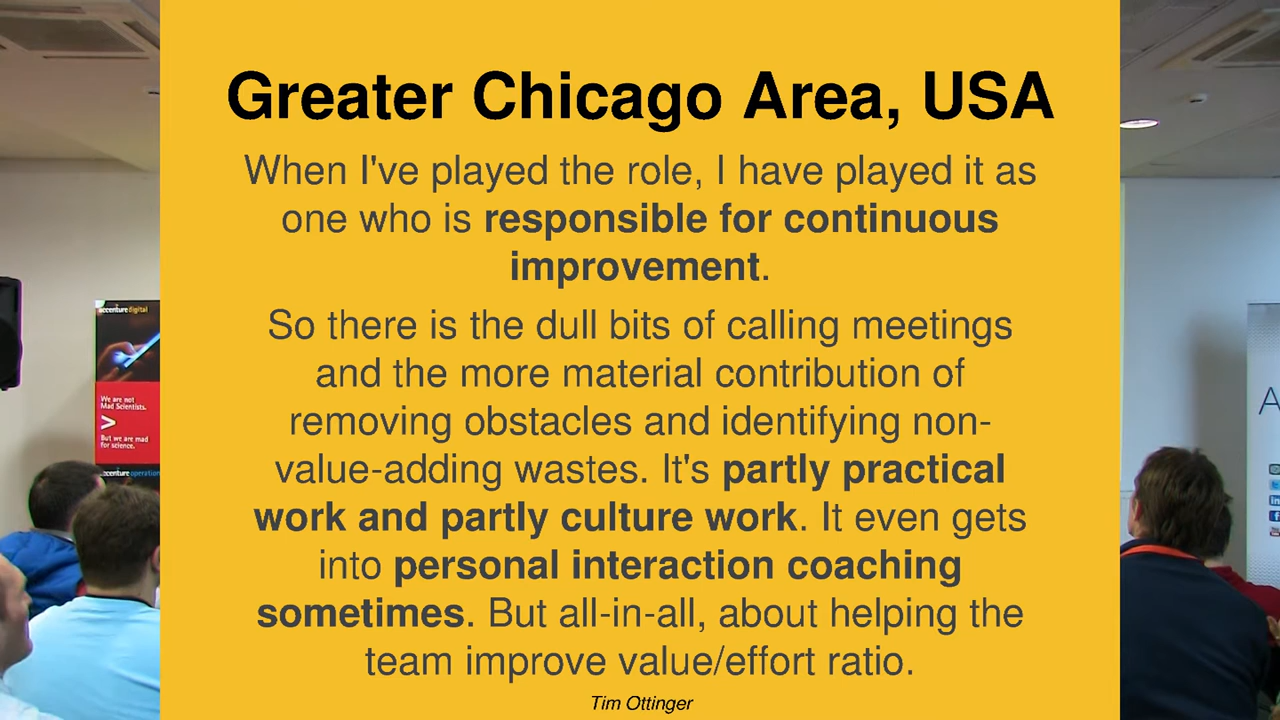 Greater Chicago Area, USA
When I've played the role, I have played it as
one who is responsible for continuous
improvement.
So there is the dull bits of calling meetings
and the more material contribution of
removing obstacles and identifying non-
value-adding wastes. It's partly practical
work and partly culture work. It even gets
into personal interaction coaching
sometimes. But all-in-all, about helping the
team improve value/effort ratio.
Tim Ottinger
accenturedigital
We are not
Mad Scientists.
>
But we are mad
for science.
accentureoperation
A